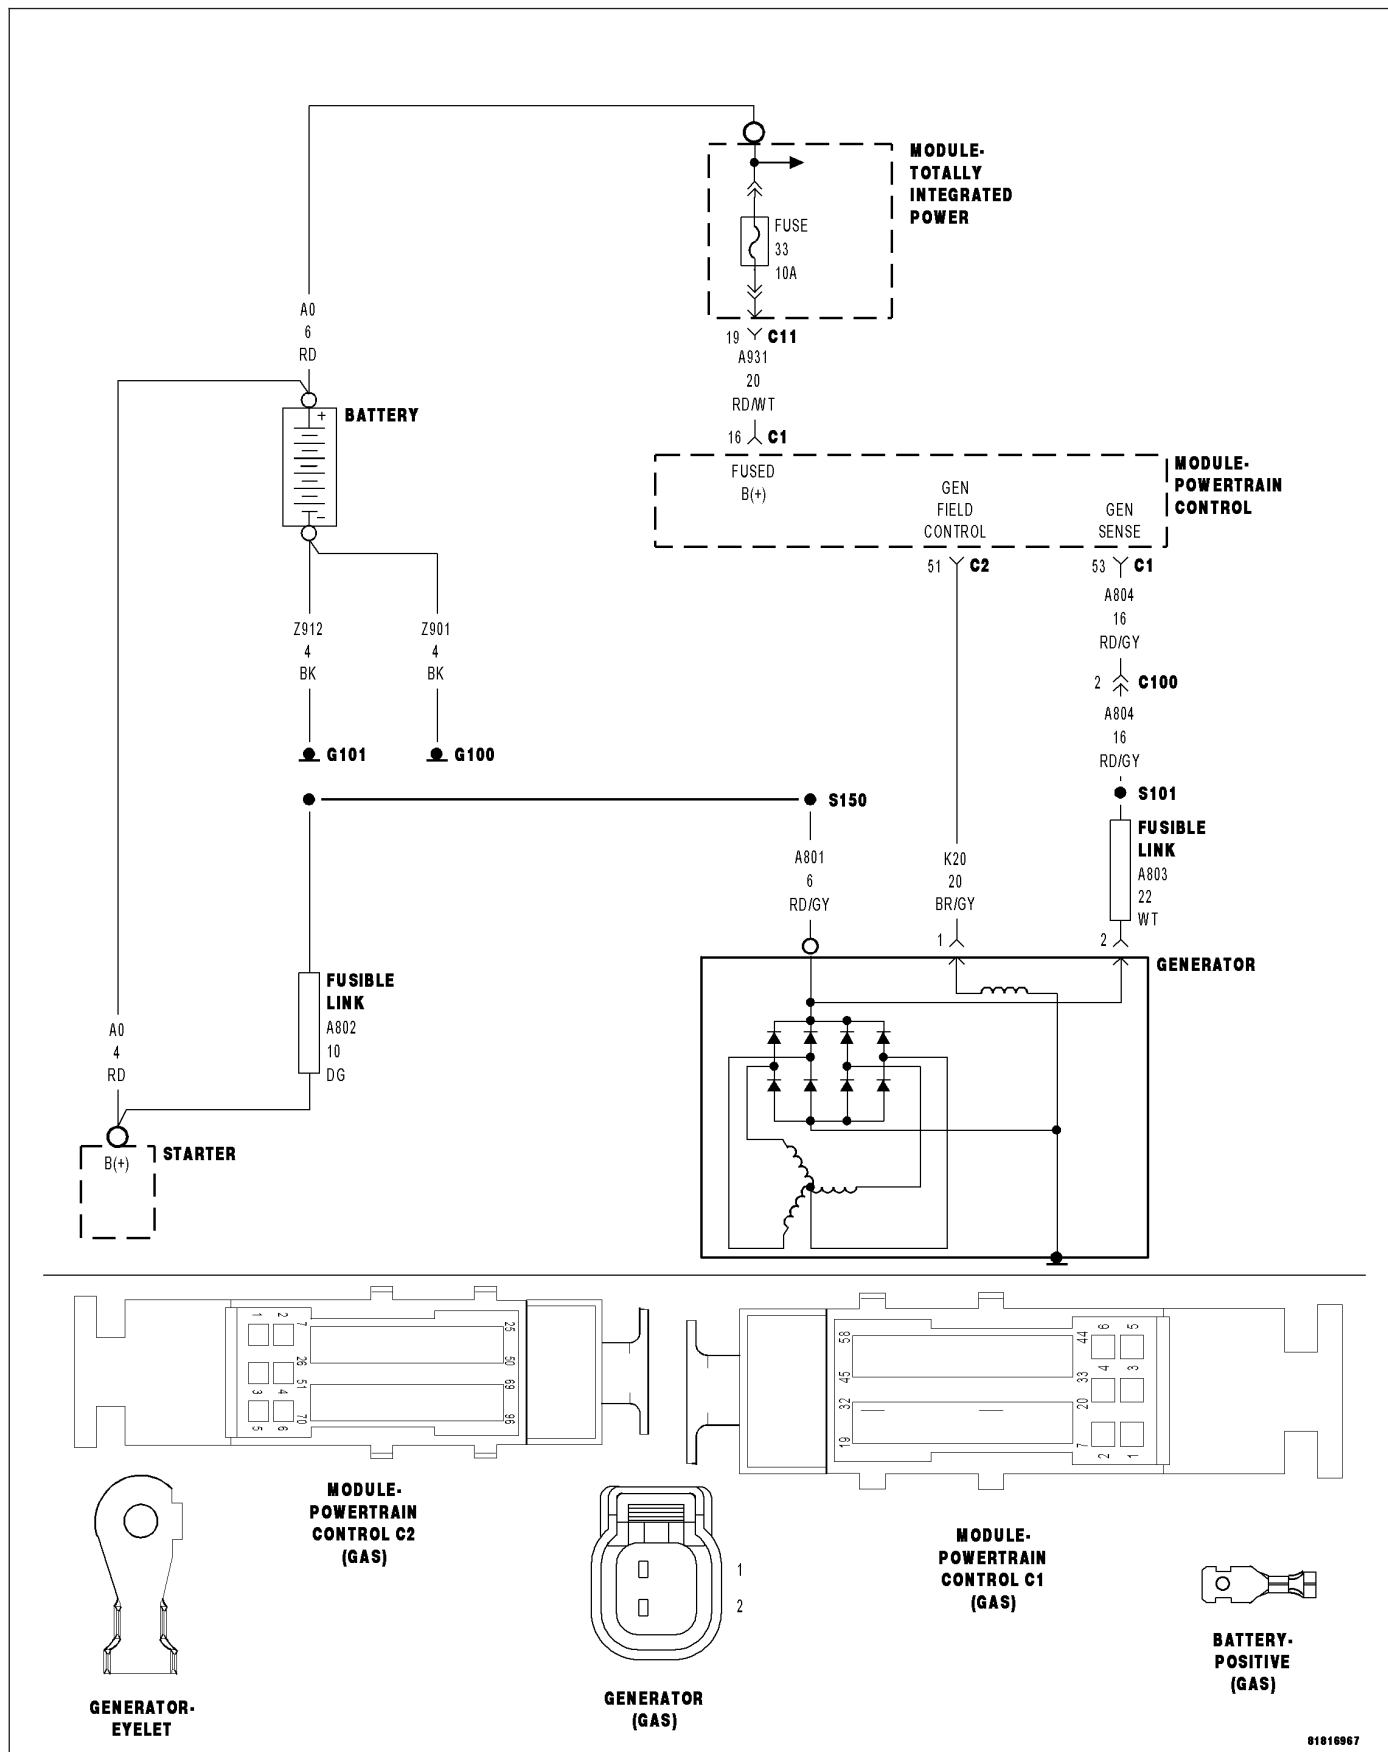 MODULE-
TOTALLY
INTEGRATED
POWER
FUSE
33
10A
A0
6
RD
19
C11
A931
20
RD/WT
16
C1
BATTERY
+
-
FUSED
B(+)
GEN
FIELD
CONTROL
GEN
SENSE
MODULE-
POWERTRAIN
CONTROL
51
C2
53
C1
A804
16
RD/GY
Z912
4
BK
Z901
4
BK
2
C100
A804
16
RD/GY
G101
G100
S150
S101
FUSIBLE
LINK
A803
22
WT
A801
6
RD/GY
K20
20
BR/GY
1
2
GENERATOR
FUSIBLE
LINK
A802
10
DG
A0
4
RD
B(+)
STARTER
1
2
7
25
26
50
3
4
51
69
5
6
70
96
58
44
6
5
45
33
4
3
32
20
19
7
2
1
MODULE-
POWERTRAIN
CONTROL C2
(GAS)
1
2
MODULE-
POWERTRAIN
CONTROL C1
(GAS)
GENERATOR-
EYELET
GENERATOR
(GAS)
BATTERY-
POSITIVE
(GAS)
81816967